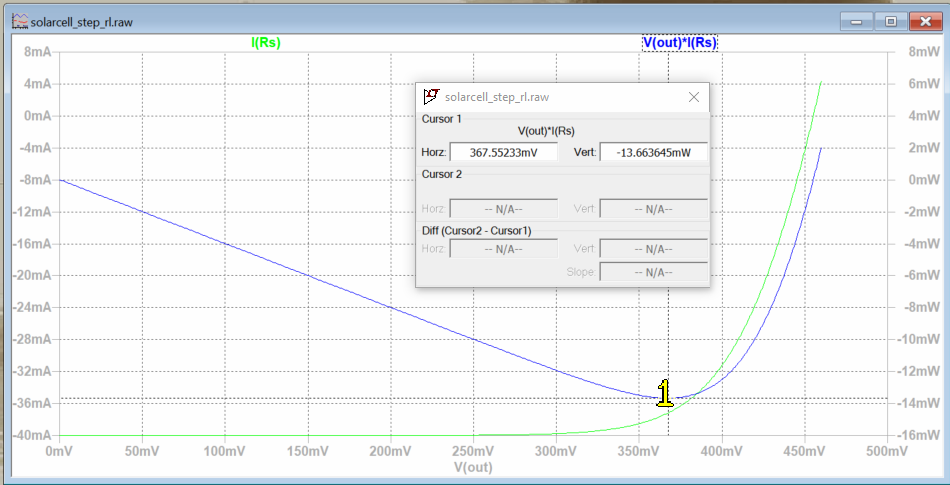 solarcell_step_rl.raw
I(Rs)
V(out)*I(Rs)
8mA
4mA
0mA
-4mA
-8mA
-12mA
-16mA
-20mA
-24mA
-28mA
-32mA
-36mA
-40mA
solarcell_step_rl.raw
Cursor 1
V(out)*I(Rs)
Horz: 367.55233mV Vert: -13.663645mW
Cursor 2
Horz: -- N/A-- Vert: -- N/A--
Diff (Cursor2 - Cursor1)
Horz: -- N/A-- Vert: -- N/A--
Slope: -- N/A--
1
8mW
6mW
4mW
2mW
0mW
-2mW
-4mW
-6mW
-8mW
-10mW
-12mW
-14mW
-16mW
0mV 50mV 100mV 150mV 200mV 250mV 300mV 350mV 400mV 450mV 500mV
V(out)